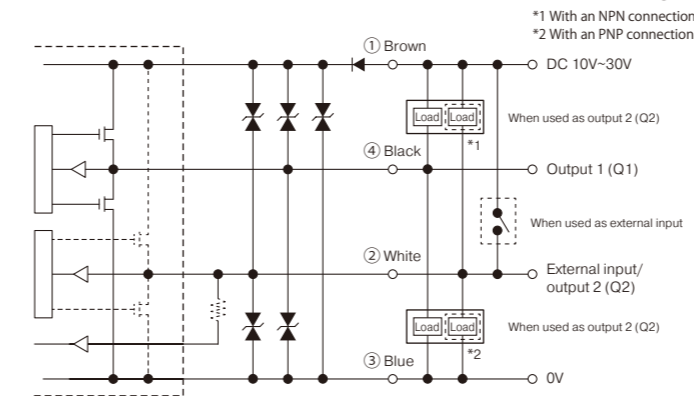 *1 With an NPN connection
*2 With an PNP connection
① Brown
DC 10V~30V
Load Load
When used as output 2 (Q2)
*1
④ Black
Output 1 (Q1)
When used as external input
② White
External input/
output 2 (Q2)
Load Load
When used as output 2 (Q2)
*2
③ Blue
0V